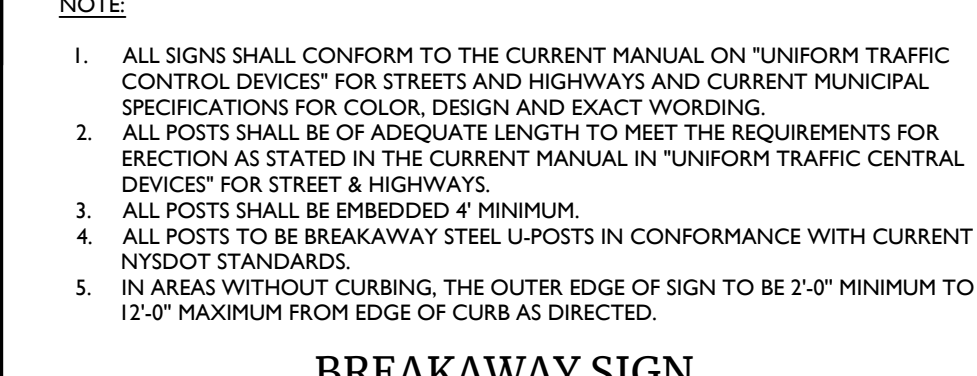 NOTE:
1. ALL SIGNS SHALL CONFORM TO THE CURRENT MANUAL ON "UNIFORM TRAFFIC
CONTROL DEVICES" FOR STREETS AND HIGHWAYS AND CURRENT MUNICIPAL
SPECIFICATIONS FOR COLOR, DESIGN AND EXACT WORDING.
2. ALL POSTS SHALL BE OF ADEQUATE LENGTH TO MEET THE REQUIREMENTS FOR
ERECTION AS STATED IN THE CURRENT MANUAL IN "UNIFORM TRAFFIC CENTRAL
DEVICES" FOR STREET & HIGHWAYS.
3. ALL POSTS SHALL BE EMBEDDED 4' MINIMUM.
4. ALL POSTS TO BE BREAKAWAY STEEL U-POSTS IN CONFORMANCE WITH CURRENT
NYSDOT STANDARDS.
5. IN AREAS WITHOUT CURBING, THE OUTER EDGE OF SIGN TO BE 2'-0" MINIMUM TO
12'-0" MAXIMUM FROM EDGE OF CURB AS DIRECTED.
BREAKAWAY SIGN